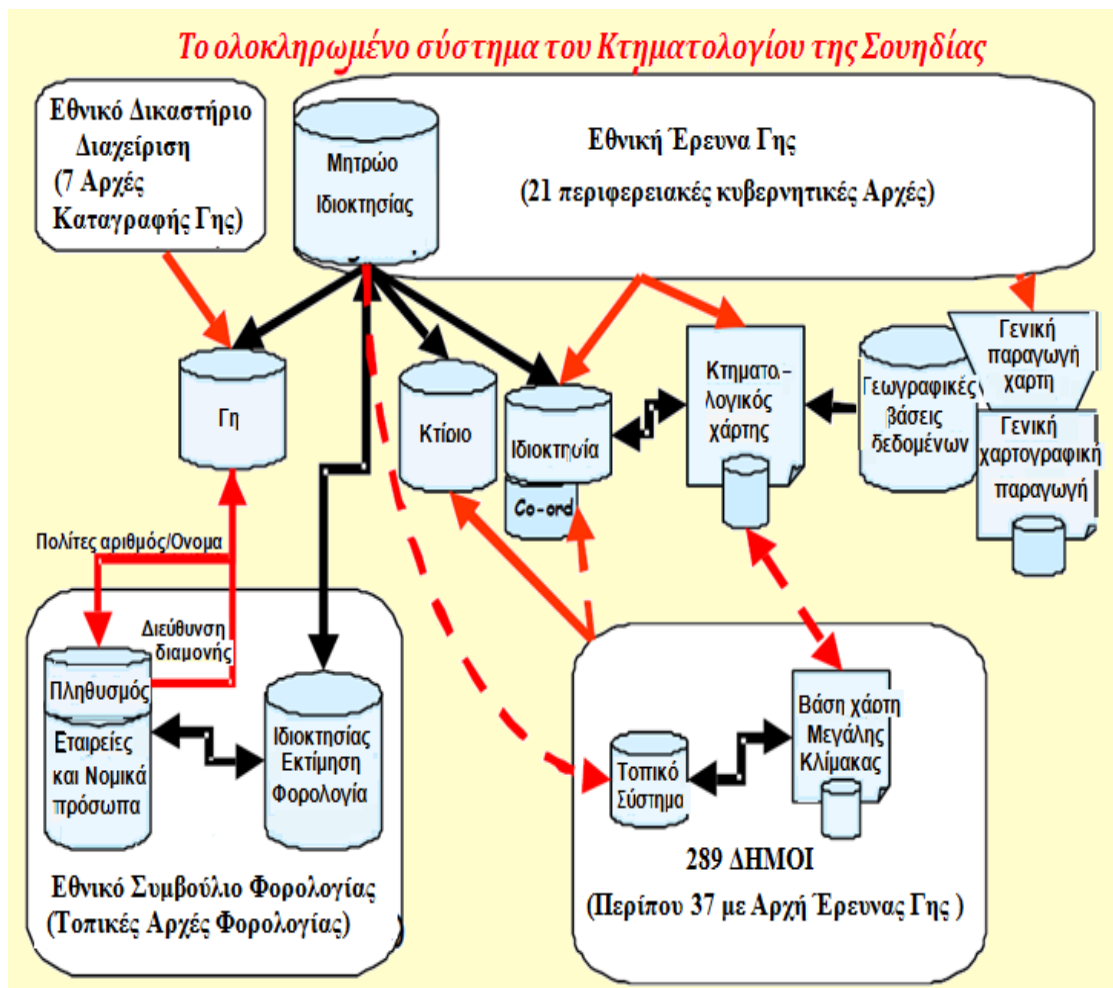 Το ολοκληρωμένο σύστημα του Κτηματολογίου της Σουηδίας
Εθνικό Δικαστήριο
Διαχείριση
(7 Αρχές
Καταγραφής Γης)
Μητρώο
Ιδιοκτησίας
Εθνική Έρευνα Γης
(21 περιφερειακές κυβερνητικές Αρχές)
Γη
Κτίριο
Ιδιοκτησία
Co-ord
Κτηματο-
λογικός
χάρτης
Γεωγραφικές
βάσεις
δεδομένων
Γενική
παραγωγή
χαρτη
Γενική
χαρτογραφική
παραγωγή
Πολίτες αριθμός/Ονομα
Διεύθυνση
διαμονής
Πληθυσμός
Εταιρείες
και Νομικά
πρόσωπα
Ιδιοκτησίας
Εκτίμηση
Φορολογία
Εθνικό Συμβούλιο Φορολογίας
(Τοπικές Αρχές Φορολογίας)
)
Τοπικό
Σύστημα
Βάση χάρτη
Μεγάλης
Κλίμακας
289 ΔΗΜΟΙ
(Περίπου 37 με Αρχή Έρευνας Γης )